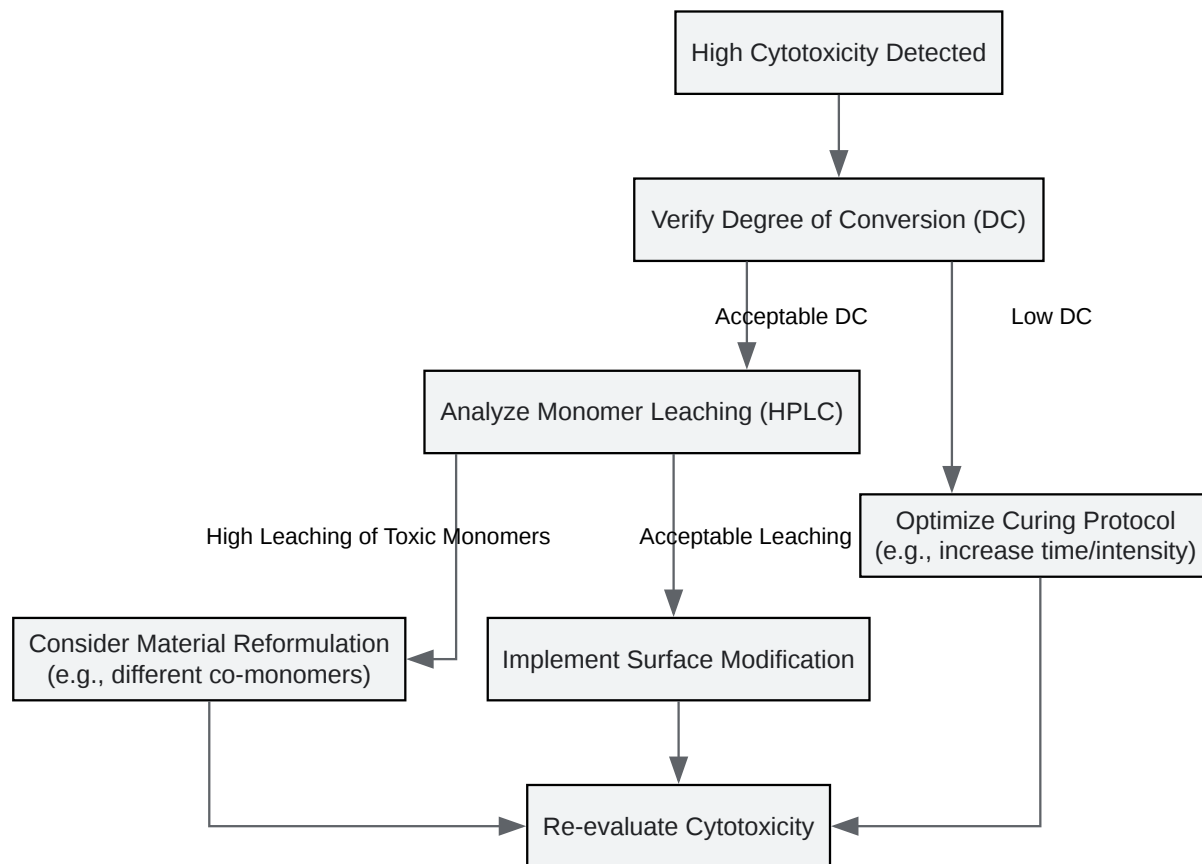 High Cytotoxicity Detected
Verify Degree of Conversion (DC)
Acceptable DC
Low DC
Analyze Monomer Leaching (HPLC)
High Leaching of Toxic Monomers
Acceptable Leaching
Optimize Curing Protocol
(e.g., increase time/intensity)
Consider Material Reformulation
(e.g., different co-monomers)
Implement Surface Modification
Re-evaluate Cytotoxicity